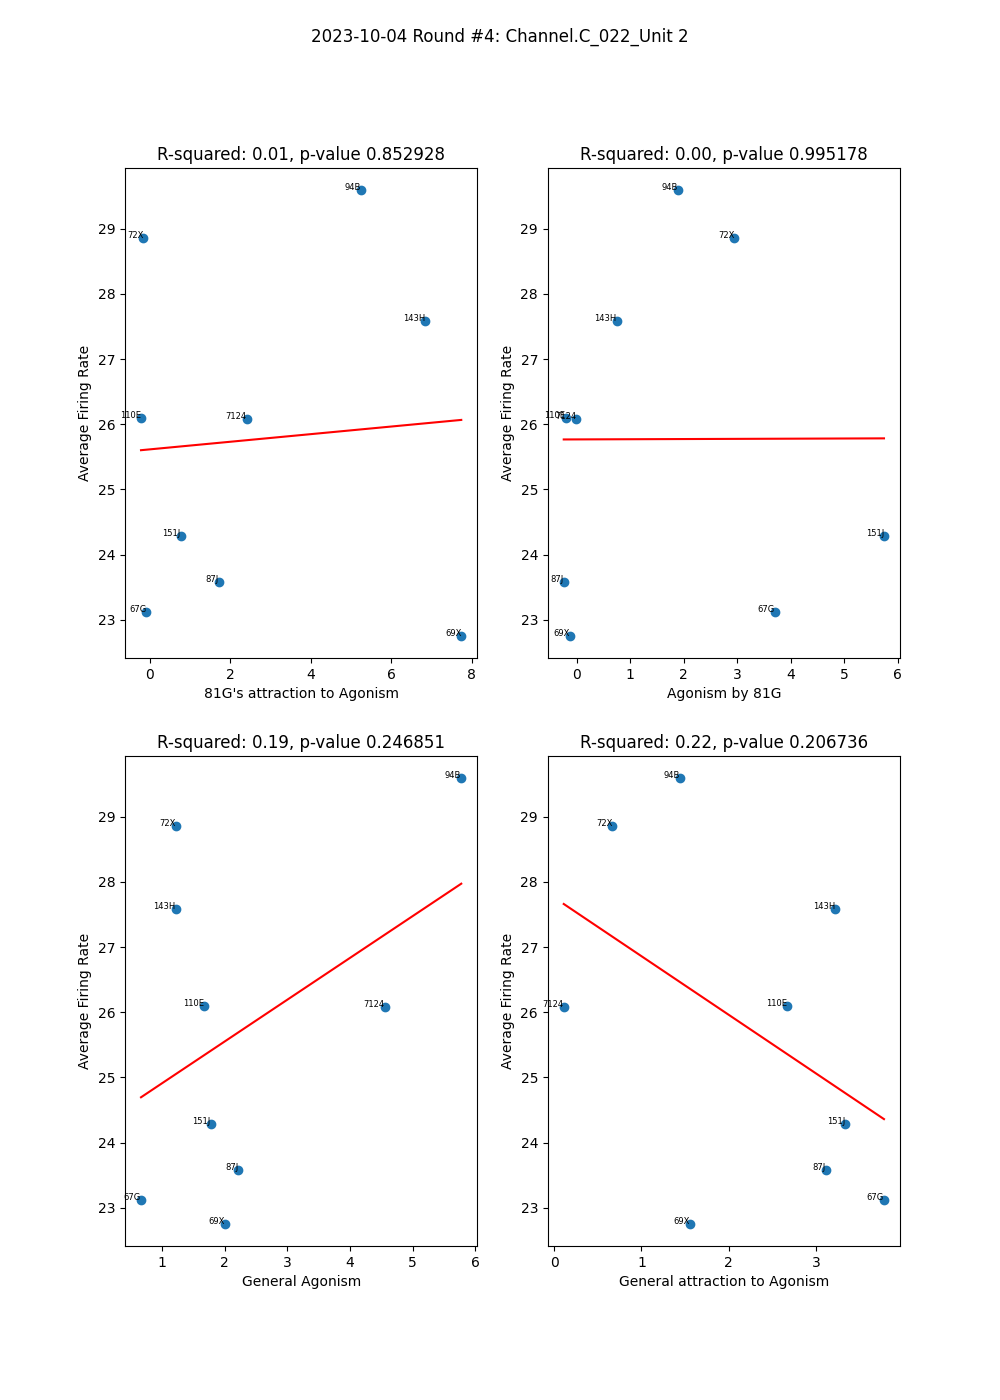 2023-10-04 Round #4: Channel.C_022_Unit 2
R-squared: 0.01, p-value 0.852928
Average Firing Rate
29
28
27
26
25
24
23
94B
72X
143H
110E
7124
151J
87J
67G
69X
0 2 4 6 8
81G's attraction to Agonism
R-squared: 0.00, p-value 0.995178
Average Firing Rate
29
28
27
26
25
24
23
94B
72X
143H
110E
7124
151J
87J
67G
69X
0 1 2 3 4 5 6
Agonism by 81G
R-squared: 0.19, p-value 0.246851
Average Firing Rate
29
28
27
26
25
24
23
94B
72X
143H
110E
7124
151J
87J
67G
69X
1 2 3 4 5 6
General Agonism
R-squared: 0.22, p-value 0.206736
Average Firing Rate
29
28
27
26
25
24
23
94B
72X
143H
7124
110E
151J
87J
67G
69X
0 1 2 3
General attraction to Agonism